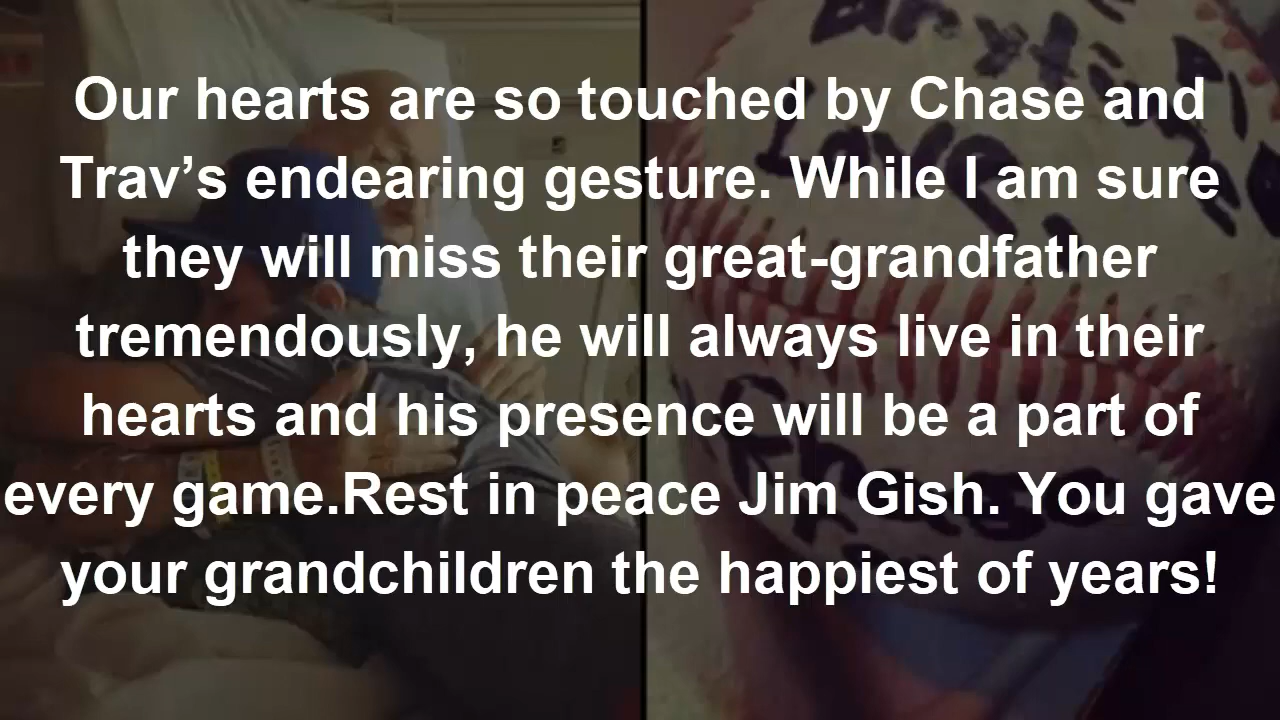 Our hearts are so touched by Chase and
Trav’s endearing gesture. While I am sure
they will miss their great-grandfather
tremendously, he will always live in their
hearts and his presence will be a part of
every game.Rest in peace Jim Gish. You gave
your grandchildren the happiest of years!
Love,